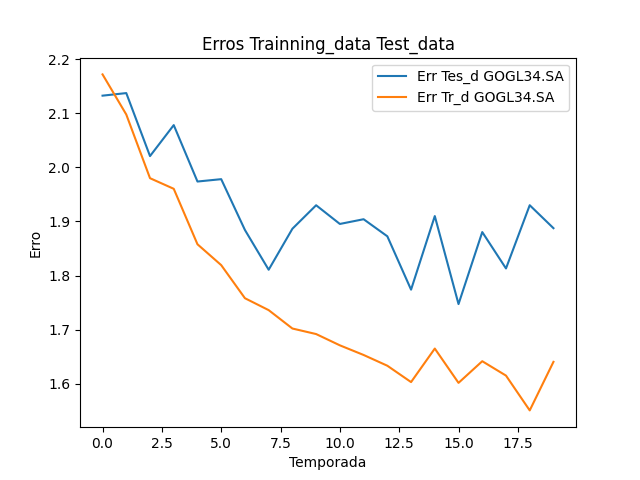 Erros Trainning_data Test_data
Err Tes_d GOGL34.SA
Err Tr_d GOGL34.SA
Erro
2.2
2.1
2.0
1.9
1.8
1.7
1.6
0.0 2.5 5.0 7.5 10.0 12.5 15.0 17.5
Temporada